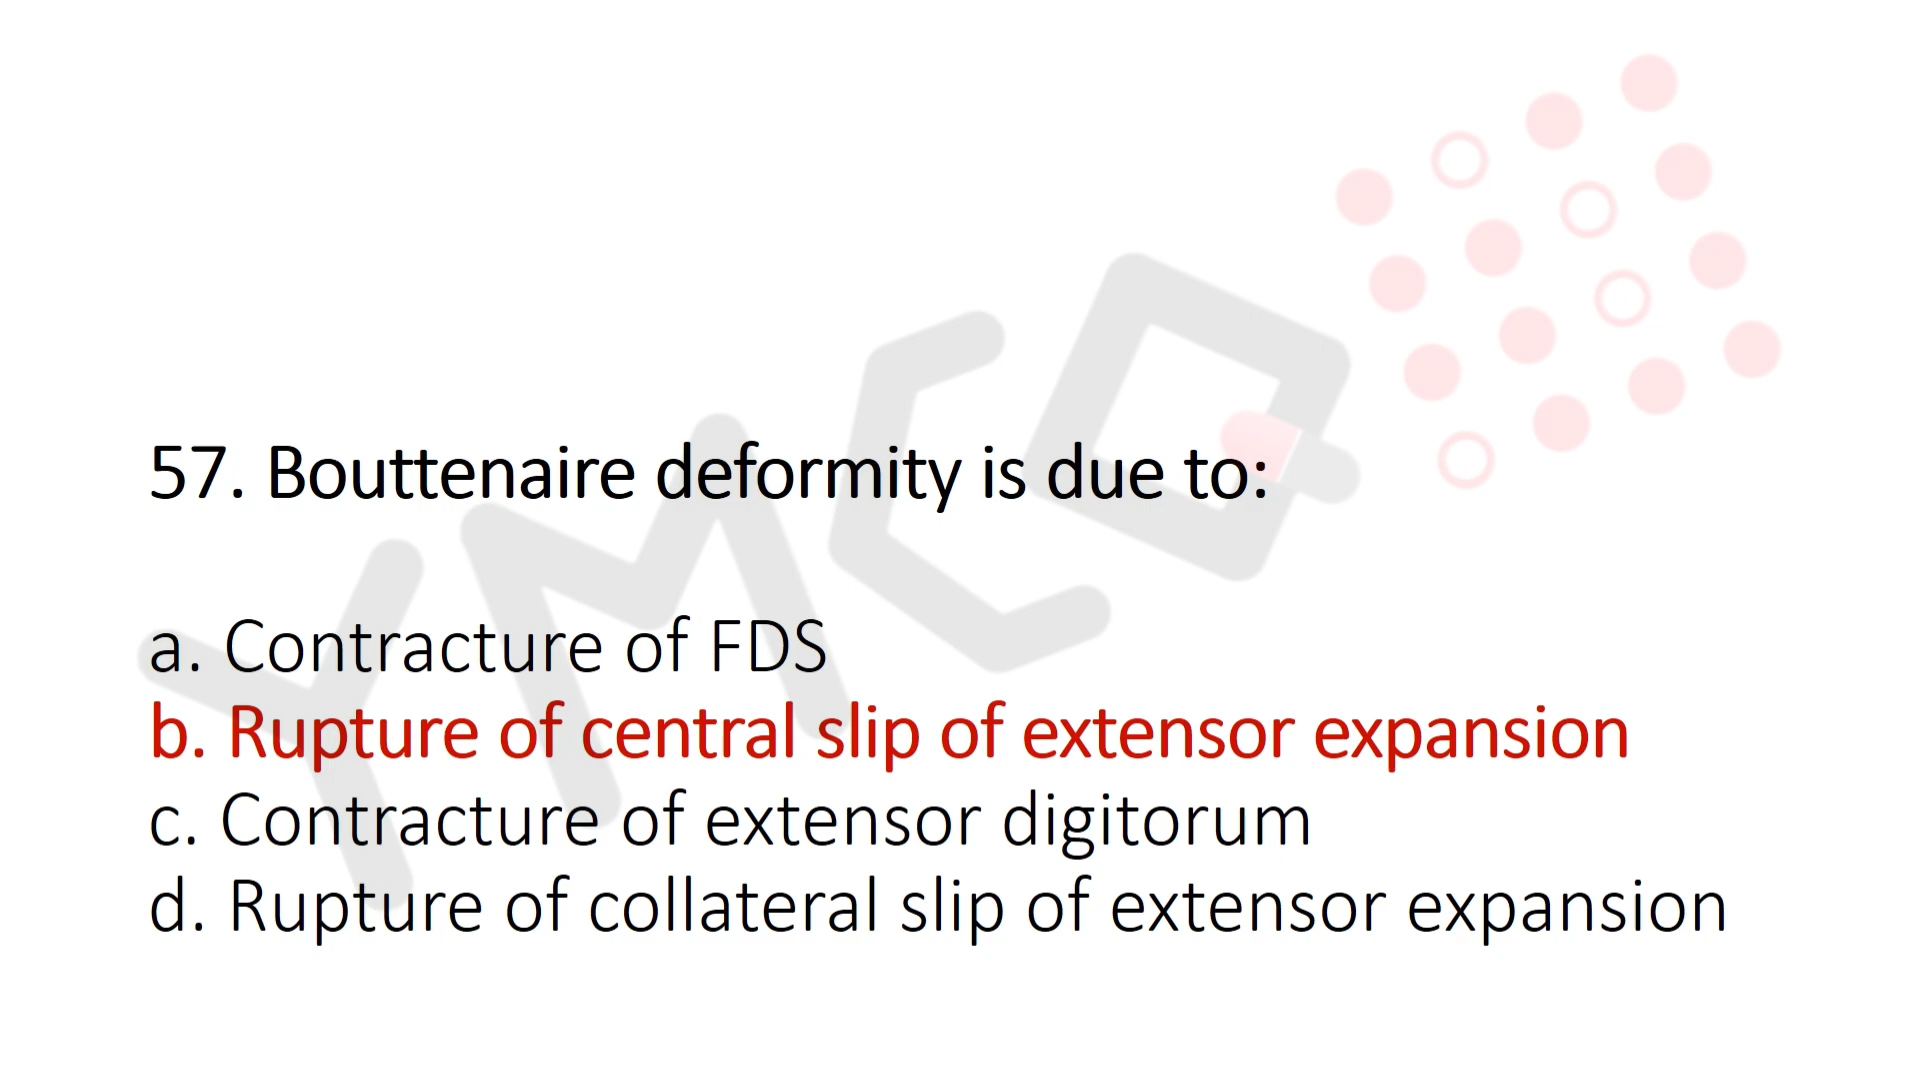 57. Bouttenaire deformity is due to:
a. Contracture of FDS
b. Rupture of central slip of extensor expansion
c. Contracture of extensor digitorum
d. Rupture of collateral slip of extensor expansion
YMCQ